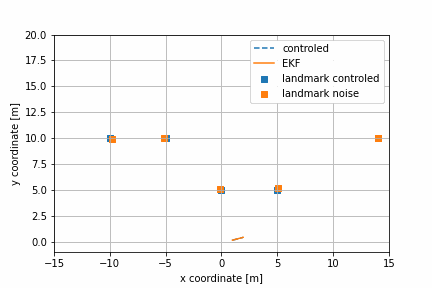 20.0
17.5
15.0
12.5
10.0
7.5
5.0
2.5
0.0
y coordinate [m]
controled
EKF
landmark controled
landmark noise
−15
−10
−5
0
5
10
15
x coordinate [m]